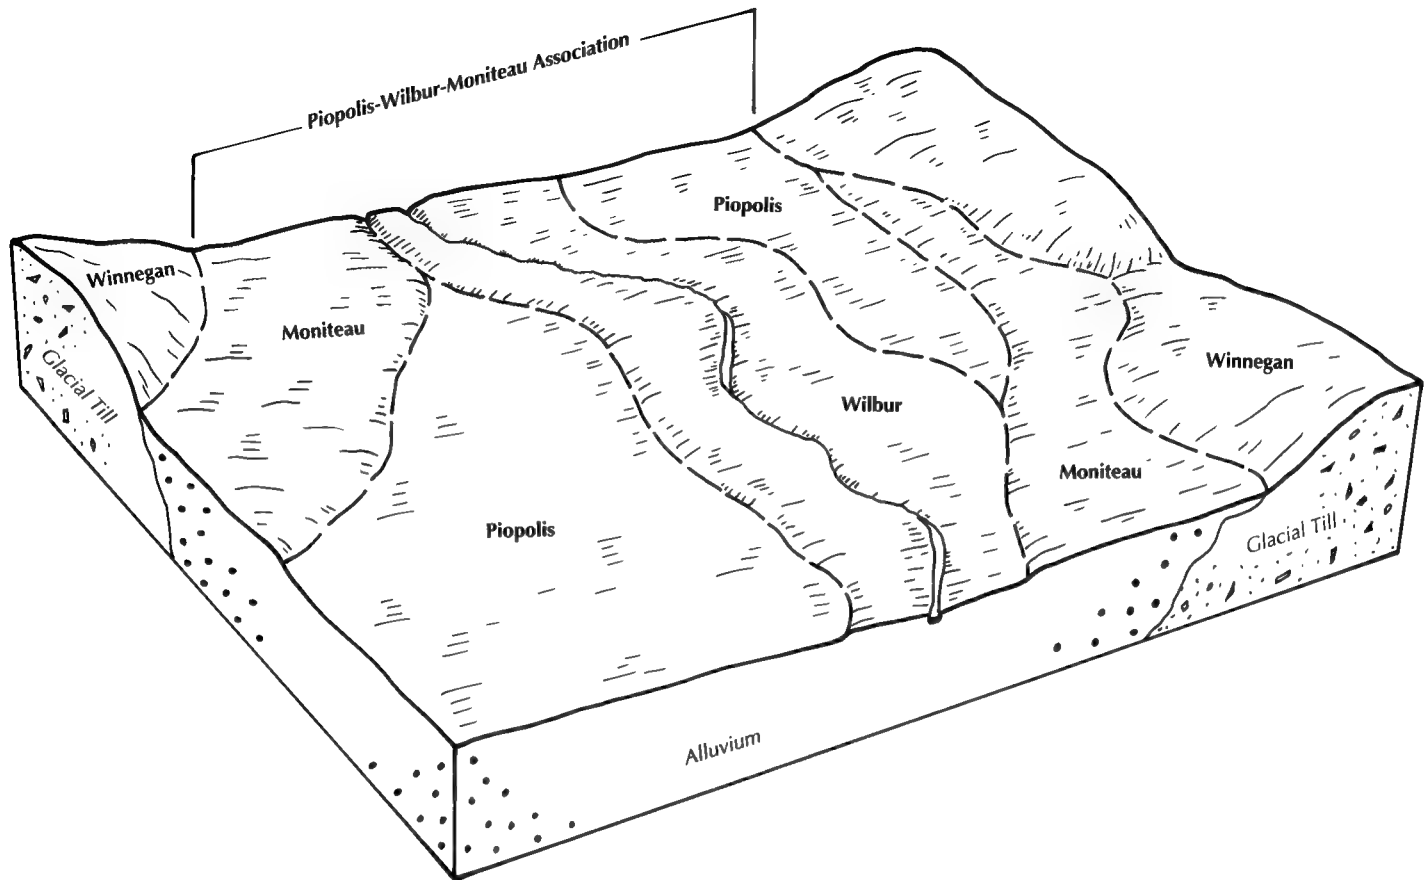 Piopolis-Wilbur-Moniteau Association
Piopolis
Winnegan
Moniteau
Winnegan
Wilbur
Glacial Till
Moniteau
Piopolis
Glacial Till
Alluvium